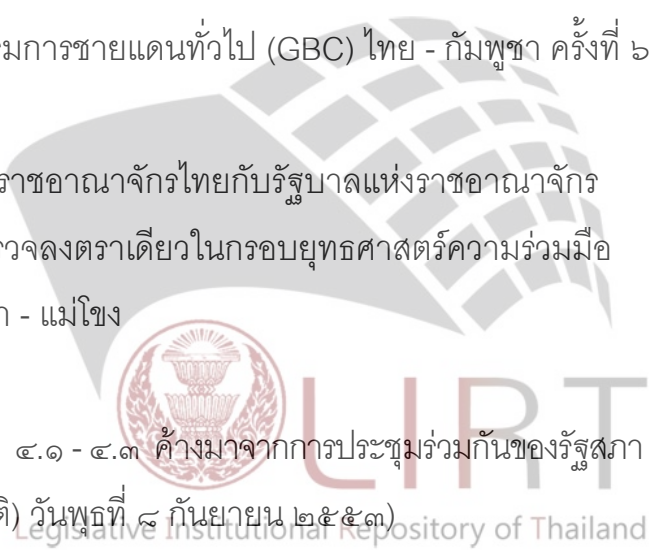 รมการชายแดนทั่วไป (GBC) ไทย - กัมพูชา ครั้งที่ ๖
ราชอาณาจักรไทยกับรัฐบาลแห่งราชอาณาจักร
รวจลงตราเดียวในกรอบยุทธศาสตร์ความร่วมมือ
า - แม่โขง
LIRT
๔.๑ - ๔.๓ ค้างมาจากการประชุมร่วมกันของรัฐสภา
ติ) วันพุธที่ ๘ กันยายน ๒๕๕๓)
Legislative Institutional Repository of Thailand